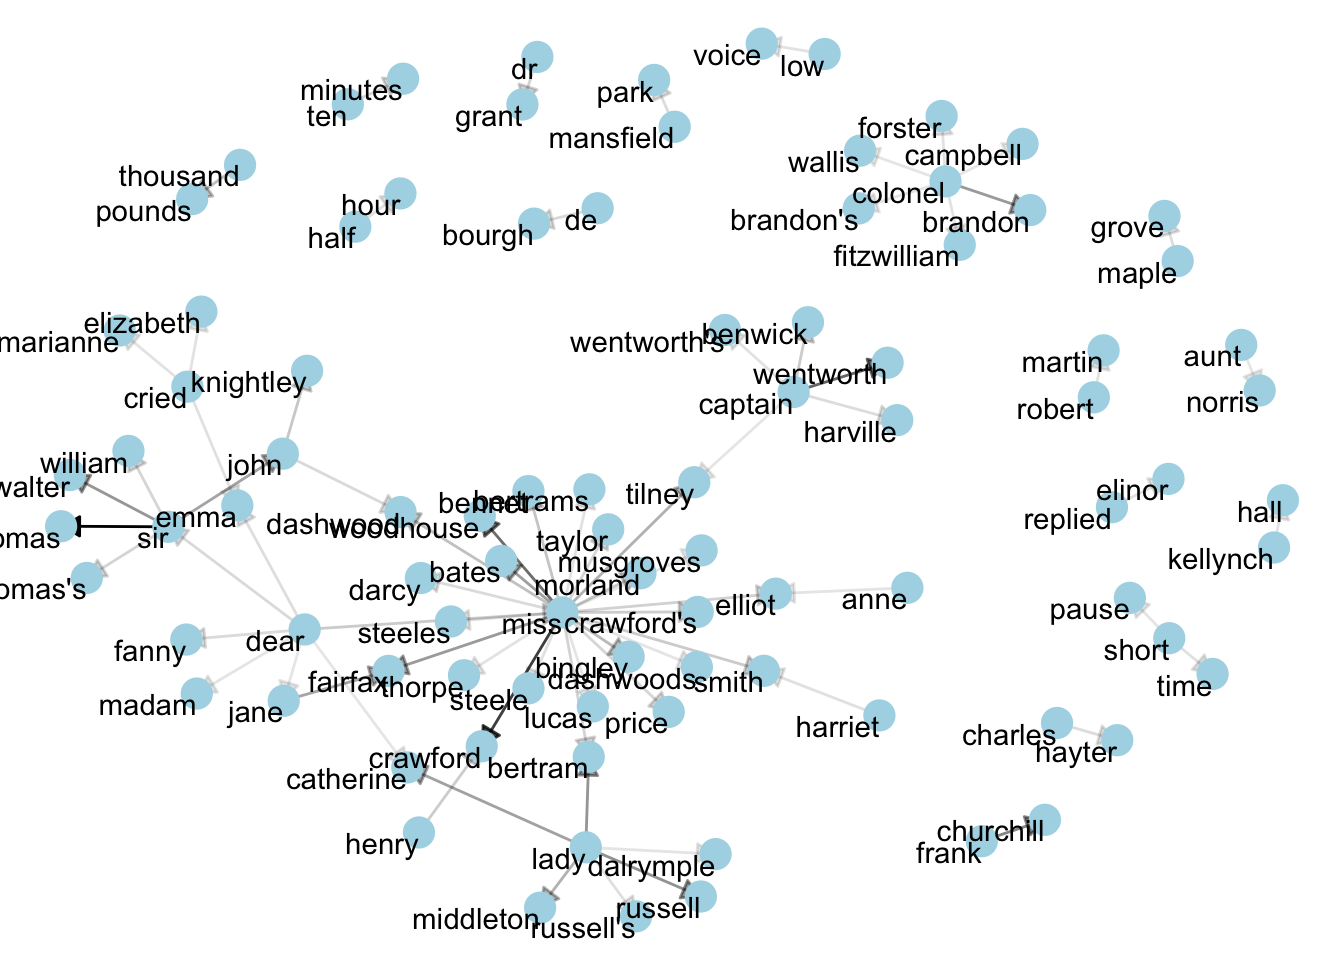 voice
low
dr
minutes
park
ten
grant
forster
mansfield
campbell
wallis
thousand
colonel
hour
pounds
brandon's
de
brandon
grove
half
bourgh
fitzwilliam
maple
elizabeth
benwick
marianne
wentworth's
aunt
martin
wentworth
knightley
cried
captain
norris
robert
harville
william
john
walter
elinor
tilney
bertrams
bennet
hall
emma
replied
dashwood
woodhouse
omas
sir
taylor
kellynch
musgroves
bates
morland
omas's
darcy
anne
elliot
pause
miss
crawford's
steeles
dear
short
fanny
bingley
dashwoods
smith
fairfax
thorpe
time
steele
madam
jane
lucas
price
harriet
charles
hayter
crawford
bertram
catherine
churchill
henry
frank
lady
dalrymple
russell
middleton
russell's